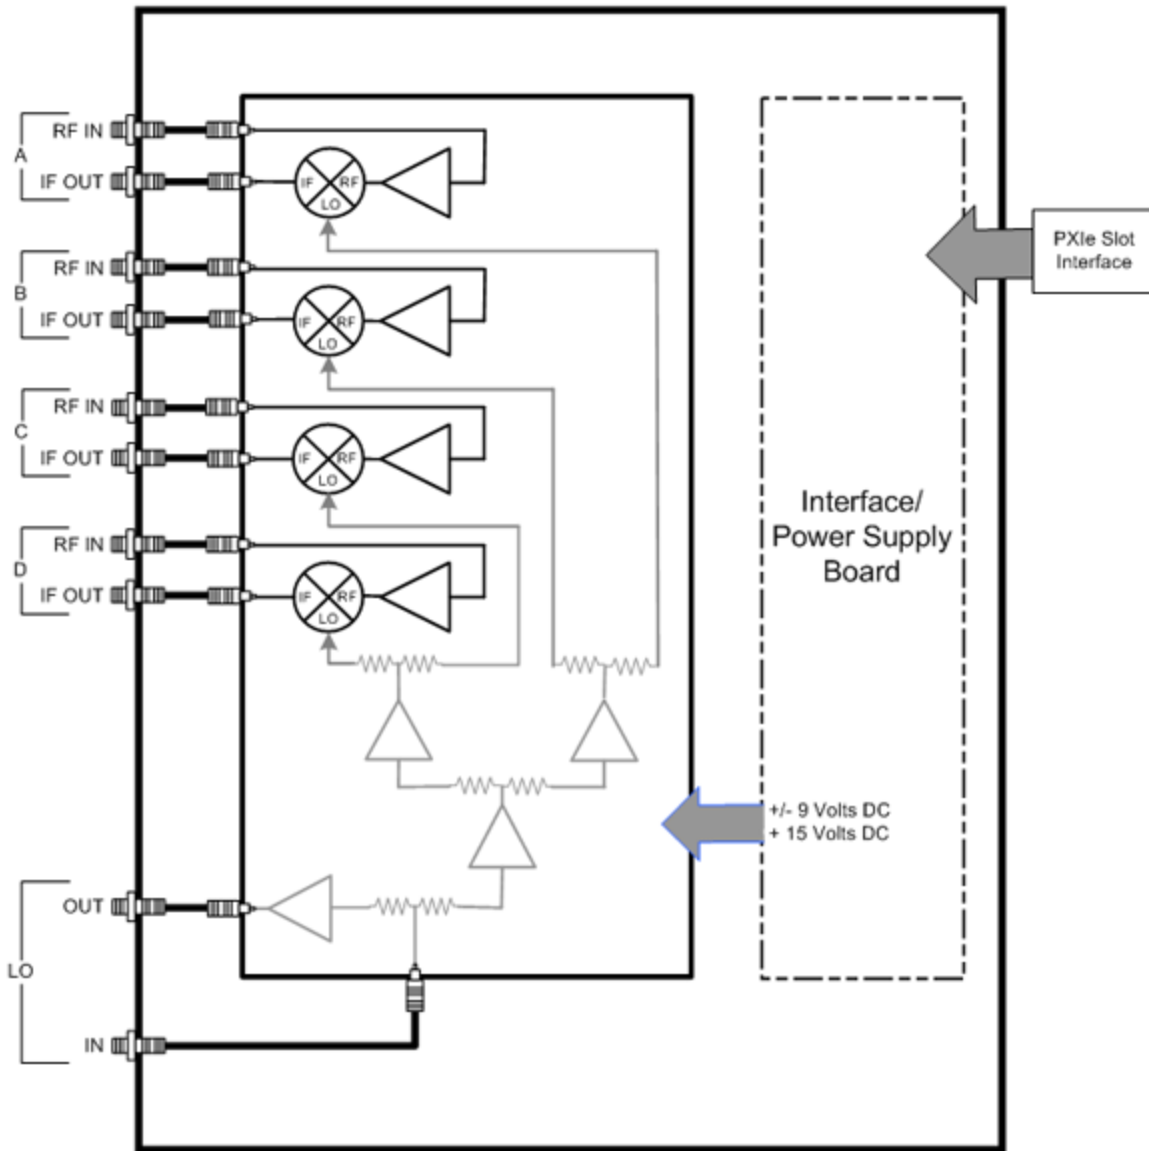 A
RF IN
IF OUT
IF
RF
LO
B
RF IN
IF OUT
IF
RF
LO
C
RF IN
IF OUT
IF
RF
LO
D
RF IN
IF OUT
IF
RF
LO
LO
OUT
IN
+/- 9 Volts DC
+ 15 Volts DC
Interface/
Power Supply
Board
PXIe Slot
Interface